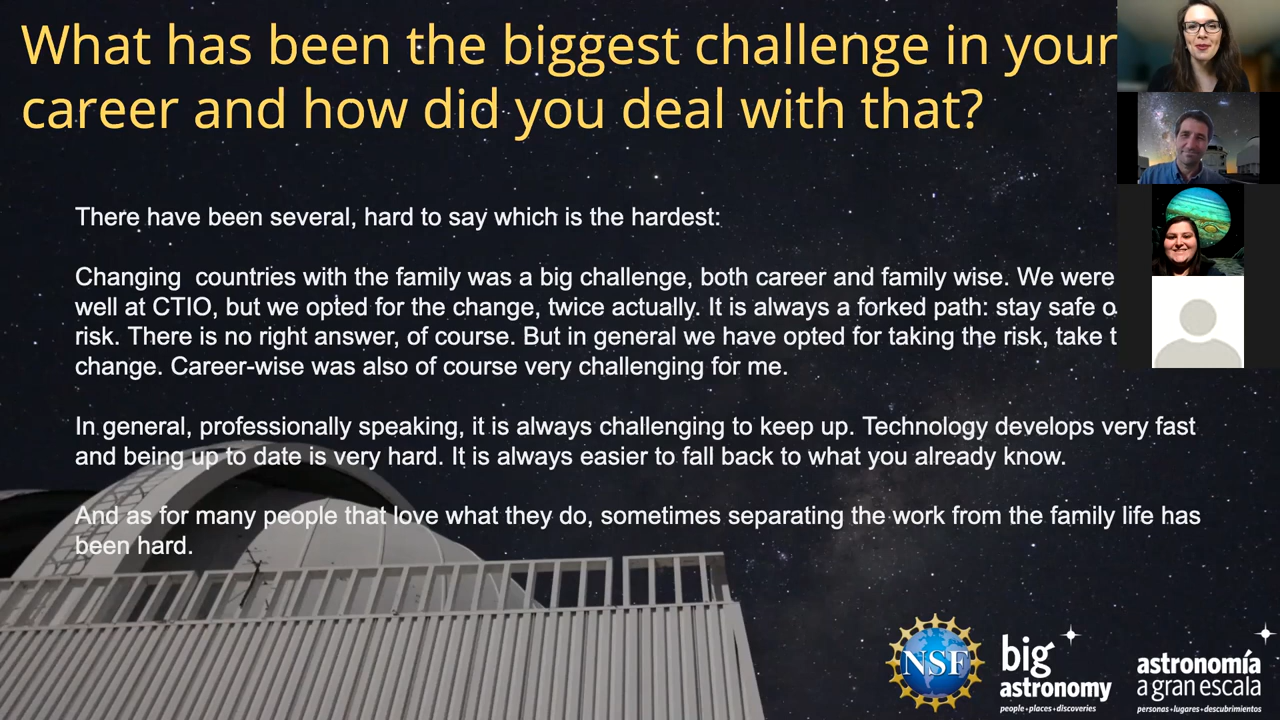 What has been the biggest challenge in your
career and how did you deal with that?
There have been several, hard to say which is the hardest:
Changing countries with the family was a big challenge, both career and family wise. We were
well at CTIO, but we opted for the change, twice actually. It is always a forked path: stay safe
risk. There is no right answer, of course. But in general we have opted for taking the risk, take
change. Career-wise was also of course very challenging for me.
In general, professionally speaking, it is always challenging to keep up. Technology develops very fast
and being up to date is very hard. It is always easier to fall back to what you already know.
And as for many people that love what they do, sometimes separating the work from the family life has
been hard.
NSF
big
astronomy
people • places • discoveries
astronomía
a gran escala
personas • lugares • descubrimientos